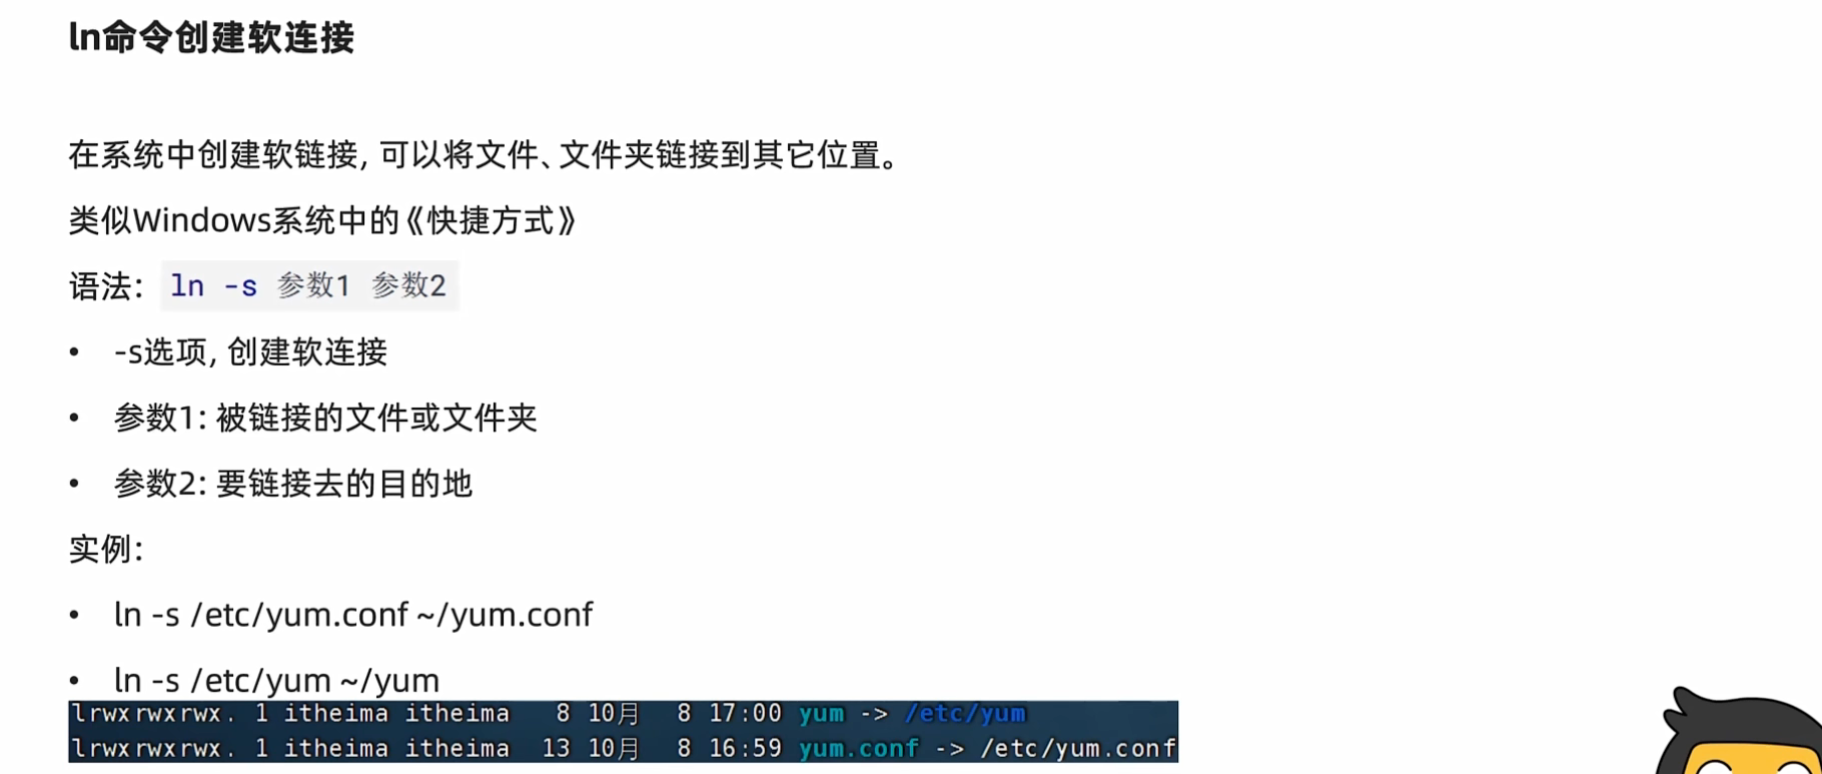 ln命令创建软连接
在系统中创建软链接, 可以将文件、文件夹链接到其它位置。
类似Windows系统中的《快捷方式》
语法: ln -s 参数1 参数2
• -s选项, 创建软连接
• 参数1: 被链接的文件或文件夹
• 参数2: 要链接去的目的地
实例:
• ln -s /etc/yum.conf ~/yum.conf
• ln -s /etc/yum ~/yum
lrwxrwxrwx. 1 itheima itheima 8 10月 8 17:00 yum -> /etc/yum
lrwxrwxrwx. 1 itheima itheima 13 10月 8 16:59 yum.conf -> /etc/yum.conf